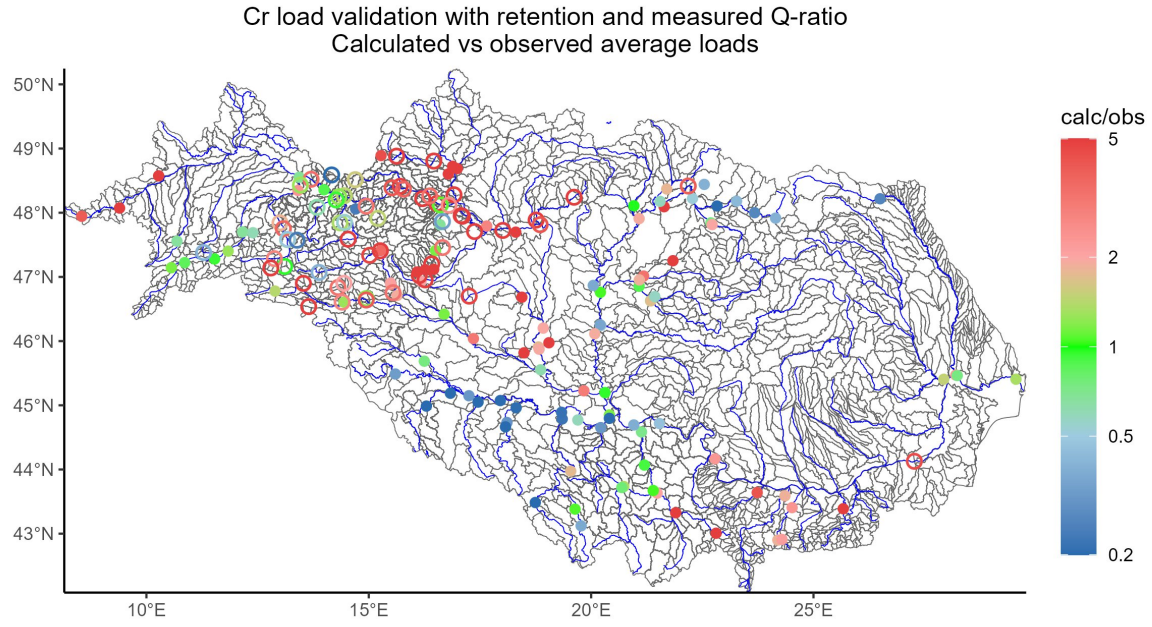 Cr load validation with retention and measured Q-ratio
Calculated vs observed average loads
50°N
49°N
48°N
47°N
46°N
45°N
44°N
43°N
10°E
15°E
20°E
25°E
calc/obs
5
2
1
0.5
0.2